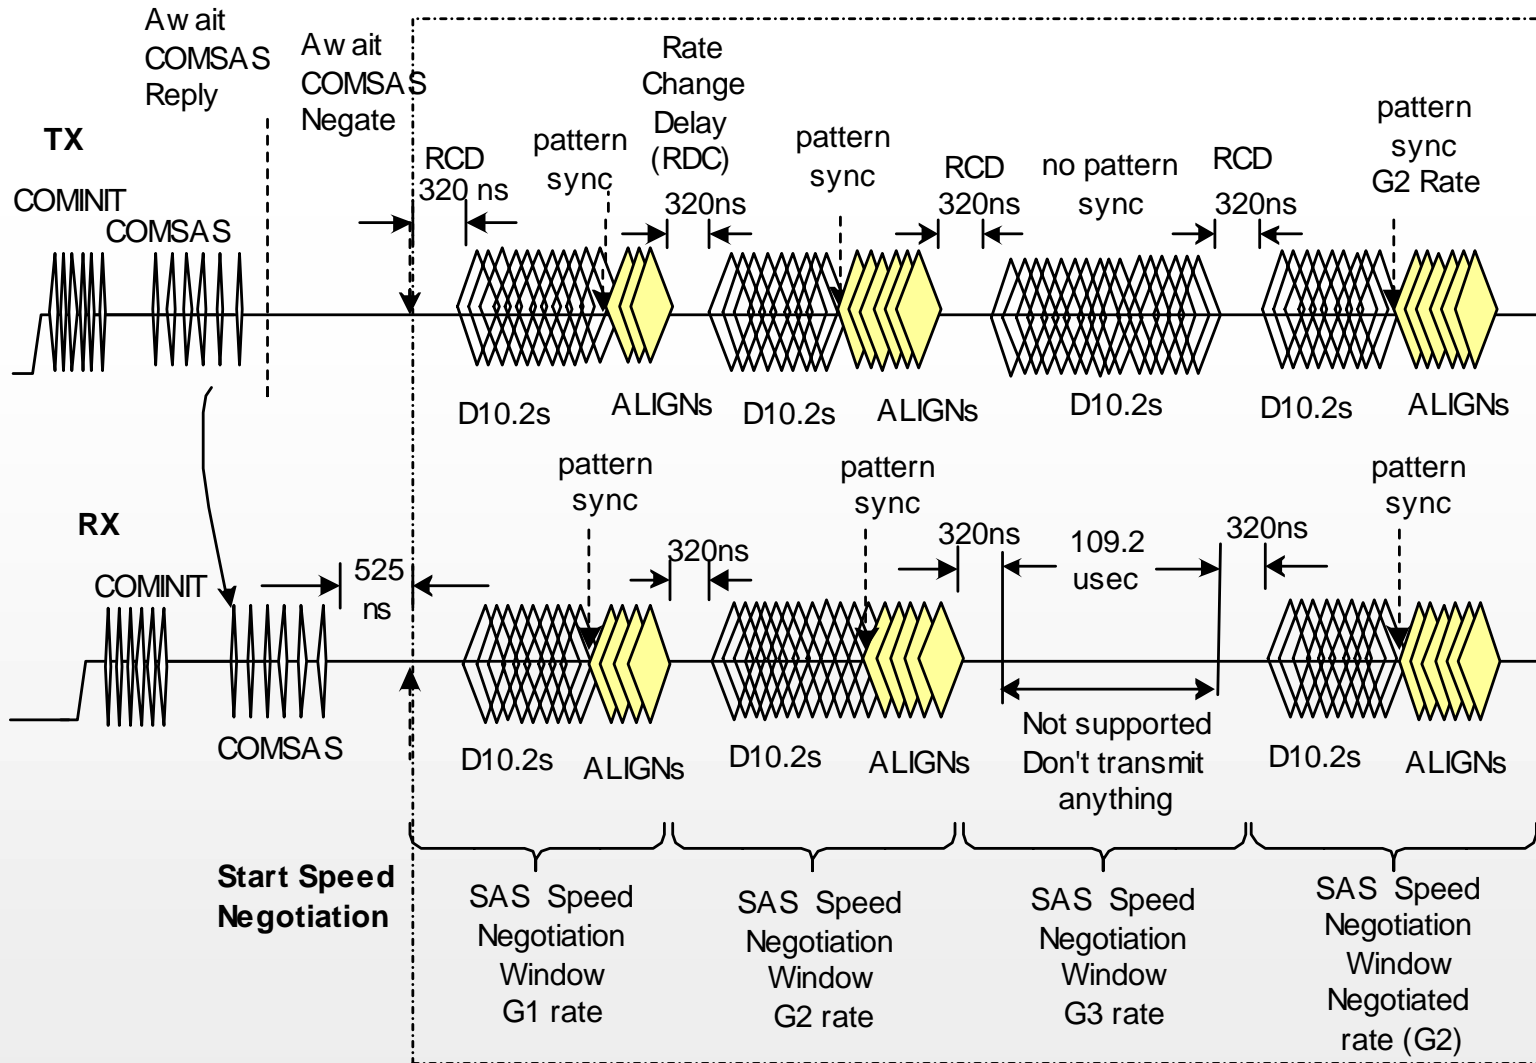 Await
COMSAS
Reply
Await
COMSAS
Negate
Rate
Change
Delay
(RDC)
TX
COMINIT
COMSAS
RCD
320 ns
pattern
sync
320ns
pattern
sync
RCD
320ns
no pattern
sync
RCD
320ns
pattern
sync
G2 Rate
D10.2s
ALIGNs
D10.2s
ALIGNs
D10.2s
D10.2s
ALIGNs
RX
COMINIT
COMSAS
525
ns
pattern
sync
320ns
pattern
sync
320ns
109.2
usec
320ns
pattern
sync
D10.2s
ALIGNs
D10.2s
ALIGNs
Not supported
Don't transmit
anything
D10.2s
ALIGNs
Start Speed
Negotiation
SAS Speed
Negotiation
Window
G1 rate
SAS Speed
Negotiation
Window
G2 rate
SAS Speed
Negotiation
Window
G3 rate
SAS Speed
Negotiation
Window
Negotiated
rate (G2)